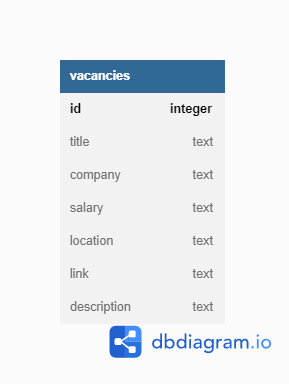 vacancies
id integer
title text
company text
salary text
location text
link text
description text
dbdiagram.io